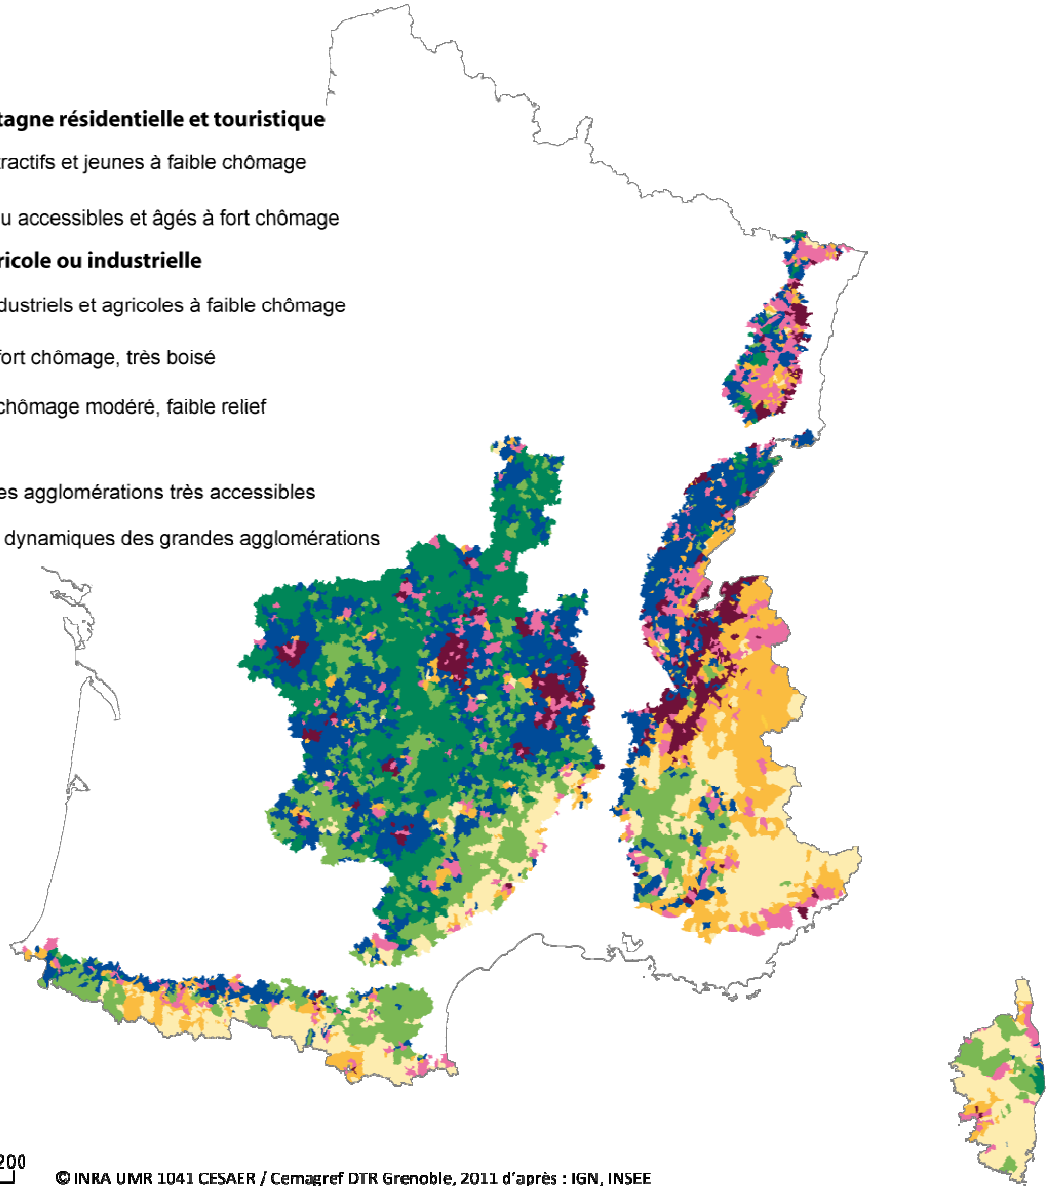 tagne résidentielle et touristique
tractifs et jeunes à faible chômage
u accessibles et âgés à fort chômage
ricole ou industrielle
dustriels et agricoles à faible chômage
fort chômage, très boisé
chômage modéré, faible relief
es agglomérations très accessibles
dynamiques des grandes agglomérations
200
© INRA UMR 1041 CESAER / Cemagref DTR Grenoble, 2011 d'après : IGN, INSEE